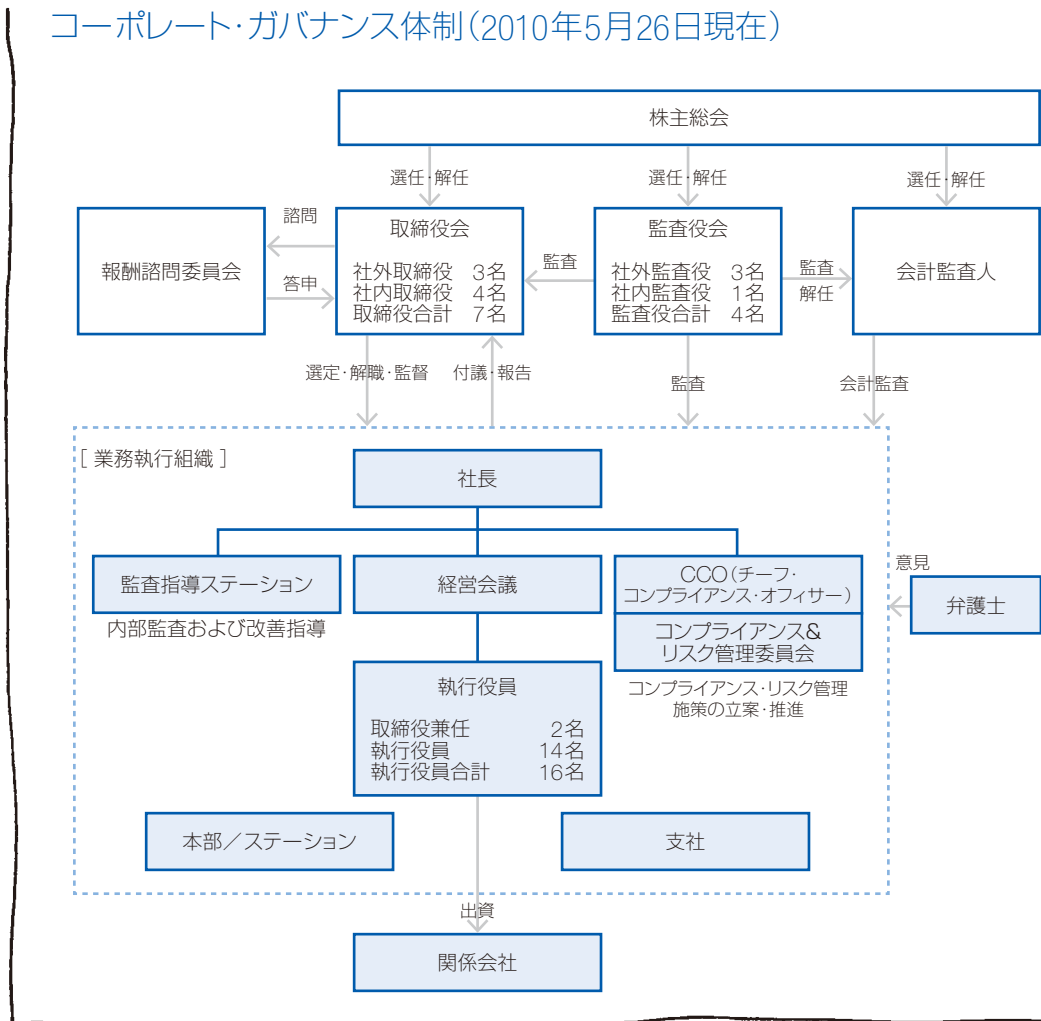 コーポレート・ガバナンス体制（2010年5月26日現在）
株主総会
選任・解任
選任・解任
選任・解任
報酬諮問委員会
諮問
答申
取締役会
社外取締役 3名
社内取締役 4名
取締役合計 7名
監査
監査役会
社外監査役 3名
社内監査役 1名
監査役合計 4名
監査
解任
会計監査人
選定・解職・監督
付議・報告
監査
会計監査
［業務執行組織］
社長
監査指導ステーション
内部監査および改善指導
経営会議
CCO（チーフ・
コンプライアンス・オフィサー）
コンプライアンス&
リスク管理委員会
コンプライアンス・リスク管理
施策の立案・推進
意見
弁護士
執行役員
取締役兼任 2名
執行役員 14名
執行役員合計 16名
本部／ステーション
支社
出資
関係会社